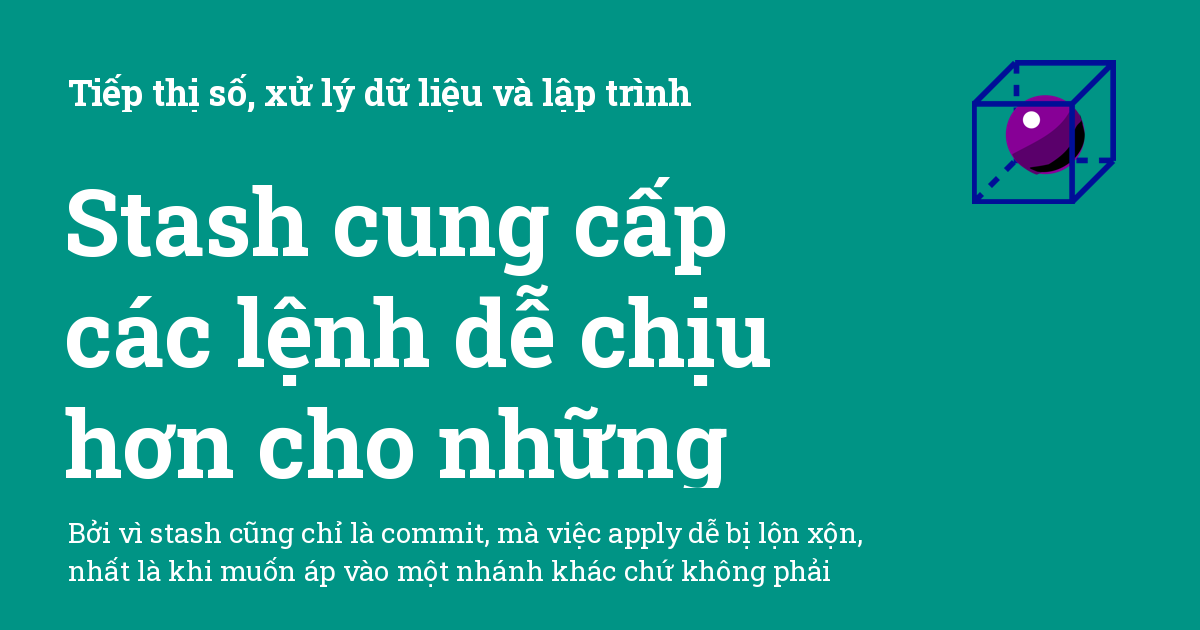 Tiếp thị số, xử lý dữ liệu và lập trình
Stash cung cấp
các lệnh dễ chịu
hơn cho những
Bởi vì stash cũng chỉ là commit, mà việc apply dễ bị lộn xộn,
nhất là khi muốn áp vào một nhánh khác chứ không phải